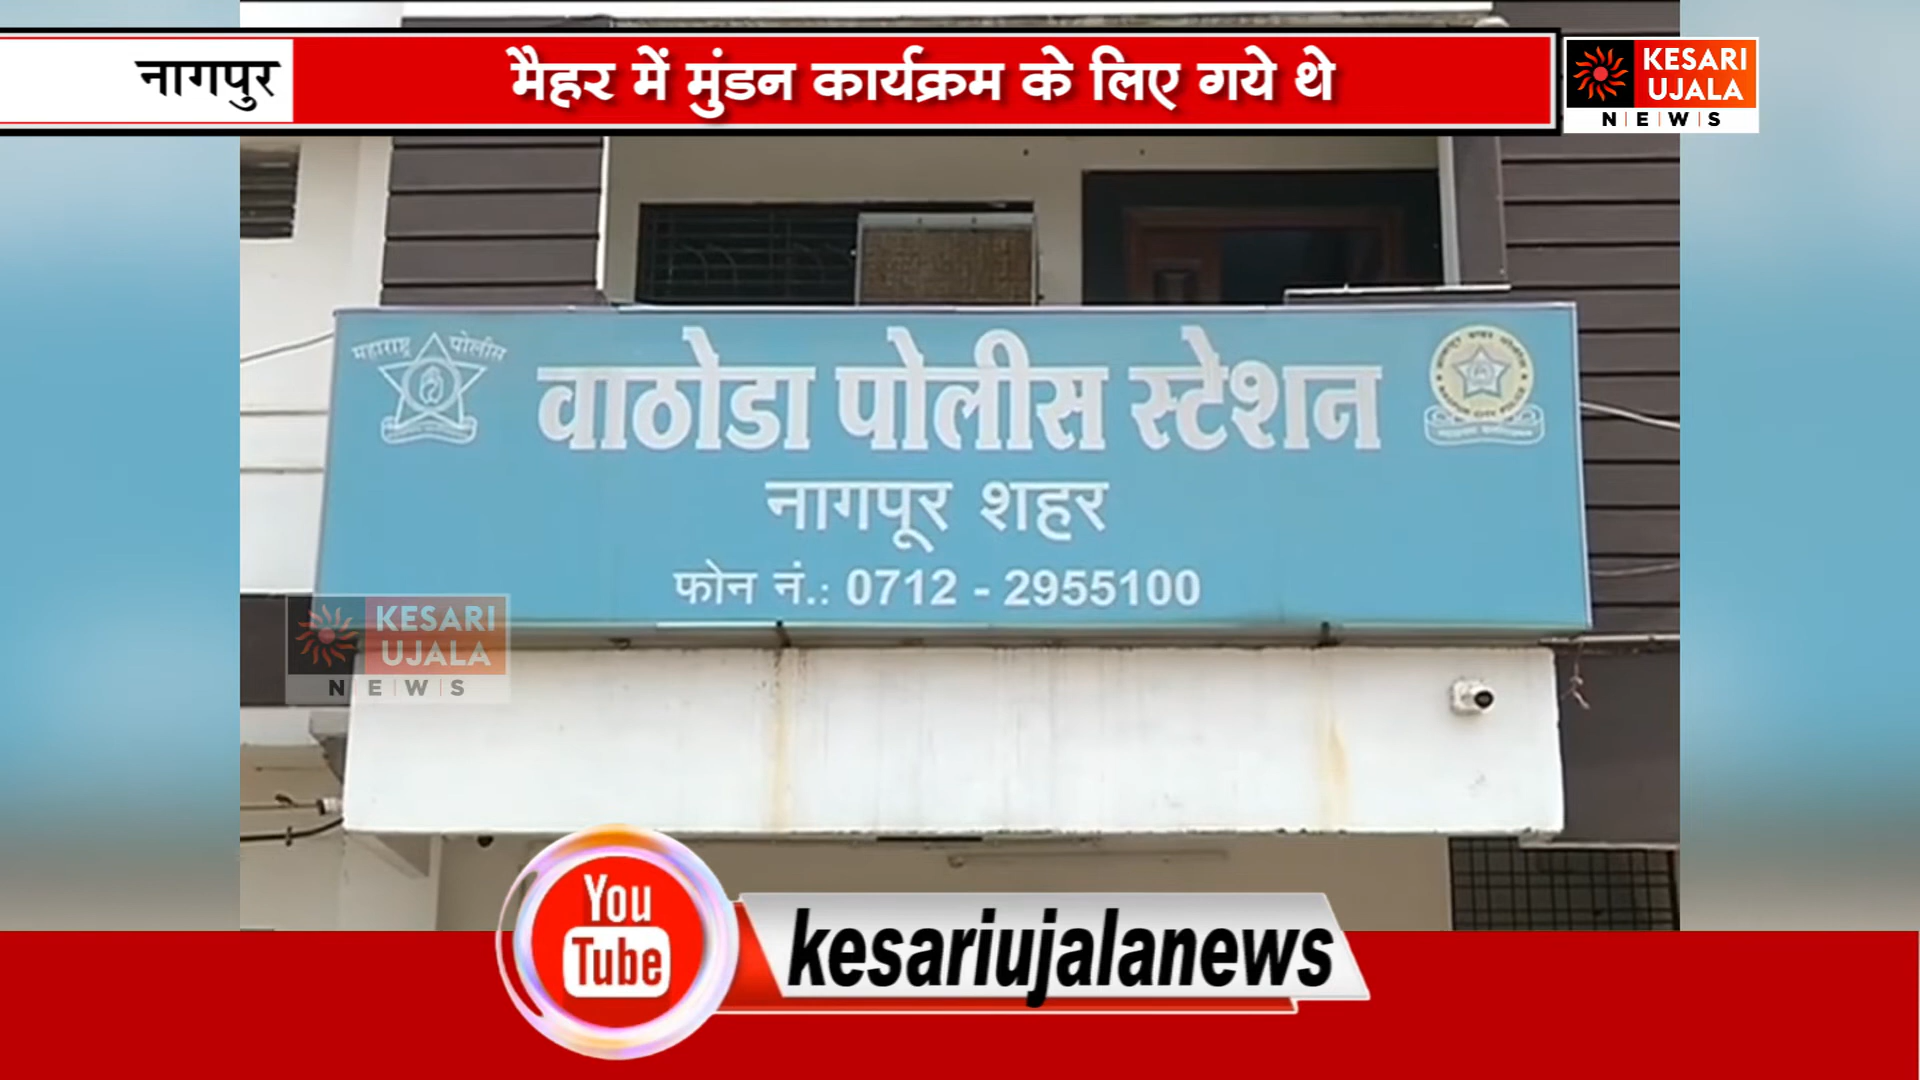 नागपुर
मैहर में मुंडन कार्यक्रम के लिए गये थे
KESARI
UJALA
NEWS
महाराष्ट्र पोलीस
वाठोडा पोलीस स्टेशन
नागपूर शहर
फोन नं.: 0712 - 2955100
KESARI
UJALA
NEWS
You
Tube
kesariujalanews